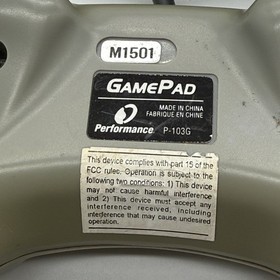 M1501
GAMEPAD
MADE IN CHINA
FABRIQUE EN CHINE
Performance P-103G
This device complies with part 15 of the
FCC rules. Operation is subject to the
following two conditions: 1) This device
may not cause harmful interference
and 2) This device must accept any
interference received, including
interference that may cause undesired
operation.